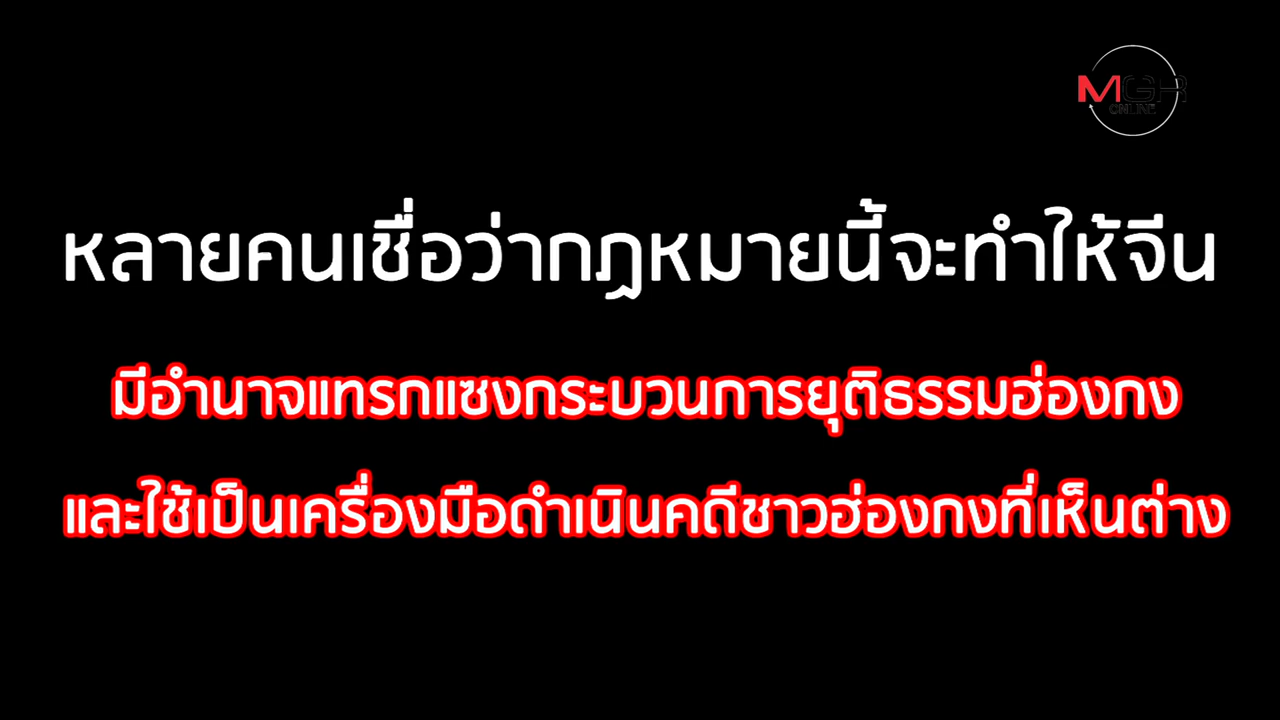 MGR
ONLINE
หลายคนเชื่อว่ากฎหมายนี้จะทำให้จีน
มีอำนาจแทรกแซงกระบวนการยุติธรรมฮ่องกง
และใช้เป็นเครื่องมือดำเนินคดีชาวฮ่องกงที่เห็นต่าง